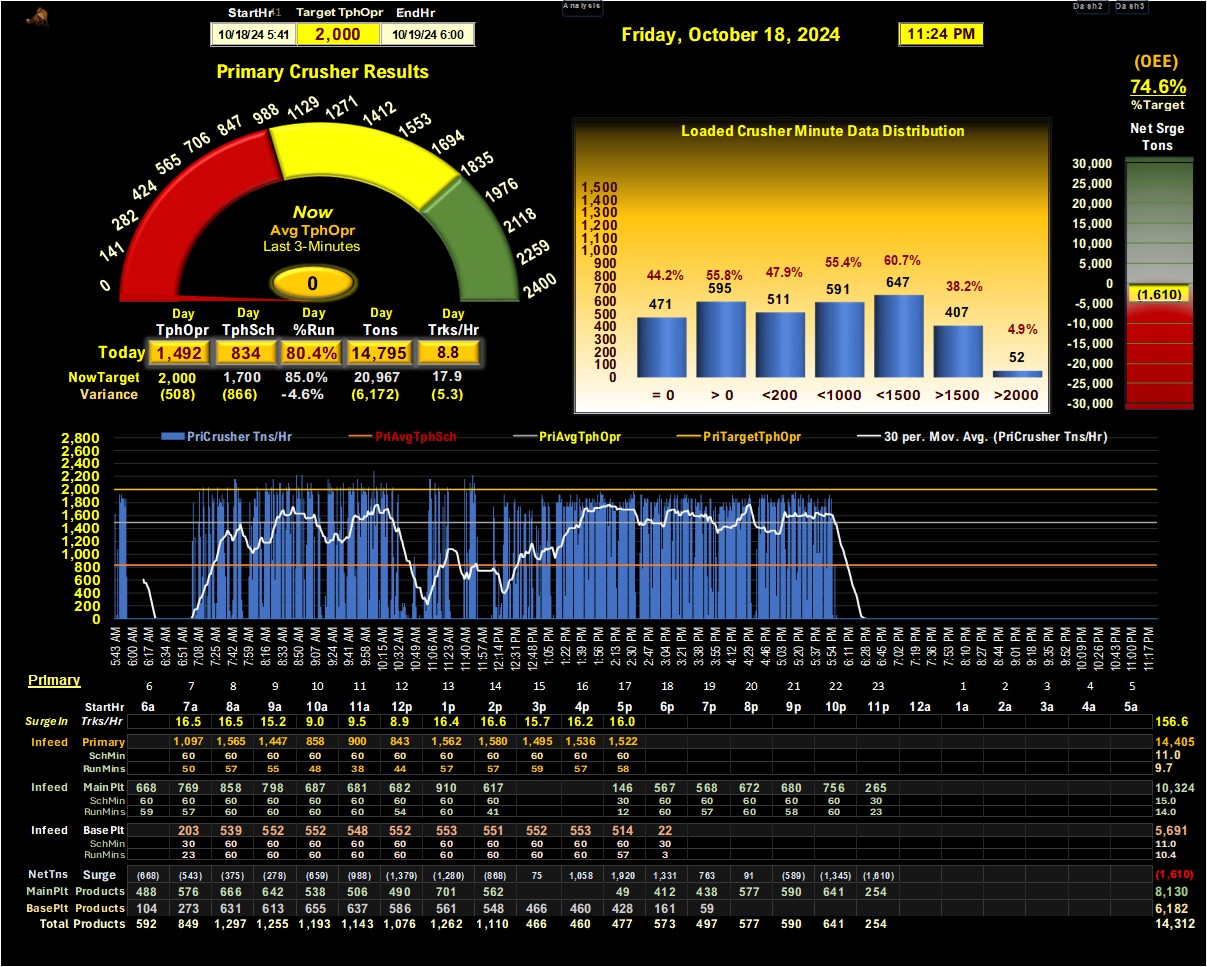 Analysis
Dash2 Dash3
StartHr Target TphOpr EndHr
10/18/24 5:41 2,000 10/19/24 6:00
Friday, October 18, 2024
11:24 PM
Primary Crusher Results
0 141 282 424 565 706 847 988 1129 1271 1412 1553 1694 1835 1976 2118 2259 2400
Now
Avg TphOpr
Last 3-Minutes
0
Day Day Day Day Day
TphOpr TphSch %Run Tons Trks/Hr
Today 1,492 834 80.4% 14,795 8.8
NowTarget 2,000 1,700 85.0% 20,967 17.9
Variance (508) (866) -4.6% (6,172) (5.3)
Loaded Crusher Minute Data Distribution
1,500
1,400
1,300
1,200
1,100
1,000
900
800
700
600
500
400
300
200
100
0
44.2% 55.8% 47.9% 55.4% 60.7% 38.2% 4.9%
471 595 511 591 647 407 52
= 0 > 0 <200 <1000 <1500 >1500 >2000
(OEE)
74.6%
%Target
Net Srge
Tons
30,000
25,000
20,000
15,000
10,000
5,000
0
(1,610)
-5,000
-10,000
-15,000
-20,000
-25,000
-30,000
PriCrusher Tns/Hr PriAvgTphSch PriAvgTphOpr PriTargetTphOpr 30 per. Mov. Avg. (PriCrusher Tns/Hr)
2,800
2,600
2,400
2,200
2,000
1,800
1,600
1,400
1,200
1,000
800
600
400
200
0
5:43 AM 6:00 AM 6:17 AM 6:34 AM 6:51 AM 7:08 AM 7:25 AM 7:42 AM 7:59 AM 8:16 AM 8:33 AM 8:50 AM 9:07 AM 9:24 AM 9:41 AM 9:58 AM 10:15 AM 10:32 AM 10:49 AM 11:06 AM 11:23 AM 11:40 AM 11:57 AM 12:14 PM 12:31 PM 12:48 PM 1:05 PM 1:22 PM 1:39 PM 1:56 PM 2:13 PM 2:30 PM 2:47 PM 3:04 PM 3:21 PM 3:38 PM 3:55 PM 4:12 PM 4:29 PM 4:46 PM 5:03 PM 5:20 PM 5:37 PM 5:54 PM 6:11 PM 6:28 PM 6:45 PM 7:02 PM 7:19 PM 7:36 PM 7:53 PM 8:10 PM 8:27 PM 8:44 PM 9:01 PM 9:18 PM 9:35 PM 9:52 PM 10:09 PM 10:26 PM 10:43 PM 11:00 PM 11:17 PM
Primary
6 7 8 9 10 11 12 13 14 15 16 17 18 19 20 21 22 23 1 2 3 4 5
StartHr 6a 7a 8a 9a 10a 11a 12p 1p 2p 3p 4p 5p 6p 7p 8p 9p 10p 11p 12a 1a 2a 3a 4a 5a
SurgeIn Trks/Hr 16.5 16.5 15.2 9.0 9.5 8.9 16.4 16.6 15.7 16.2 16.0 156.6
Infeed Primary 1,097 1,565 1,447 858 900 843 1,562 1,580 1,495 1,536 1,522 14,405
SchMin 60 60 60 60 60 60 60 60 60 60 60 11.0
RunMins 50 57 55 48 38 44 57 57 59 57 58 9.7
Infeed MainPlt 668 769 858 798 687 681 682 910 617 146 567 568 672 680 756 265 10,324
SchMin 60 60 60 60 60 60 60 60 60 30 60 60 60 60 60 30 15.0
RunMins 59 57 60 60 60 60 54 60 41 12 60 57 60 58 60 23 14.0
Infeed Base Plt 203 539 552 552 548 552 553 551 552 553 514 22 5,691
SchMin 30 60 60 60 60 60 60 60 60 60 60 30 11.0
RunMins 23 60 60 60 60 60 60 60 60 60 57 3 10.4
NetTns Surge (668) (543) (375) (278) (659) (988) (1,379) (1,280) (868) 75 1,058 1,920 1,331 763 91 (589) (1,345) (1,610) (1,610)
MainPlt Products 488 576 666 642 538 506 490 701 562 49 412 438 577 590 641 254 8,130
BasePlt Products 104 273 631 613 655 637 586 561 548 466 460 428 161 59 6,182
Total Products 592 849 1,297 1,255 1,193 1,143 1,076 1,262 1,110 466 460 477 573 497 577 590 641 254 14,312